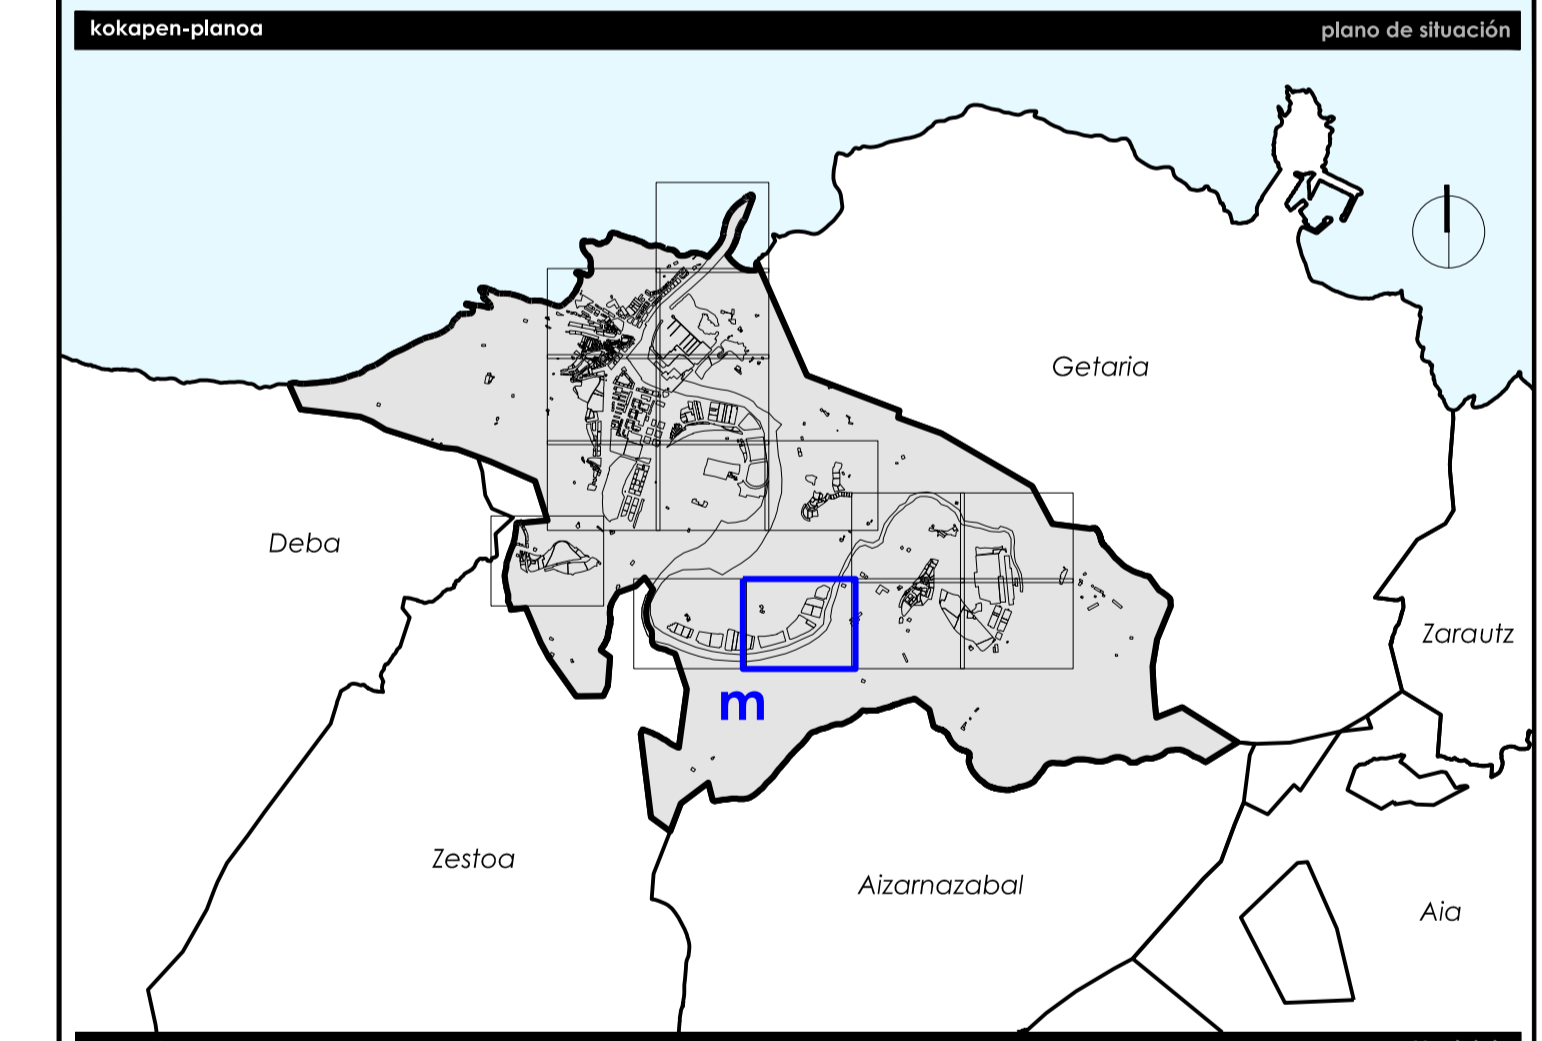 kokapen-planoa
plano de situación
Getaria
Deba
Zarautz
m
Zestoa
Aizarnazabal
Aia